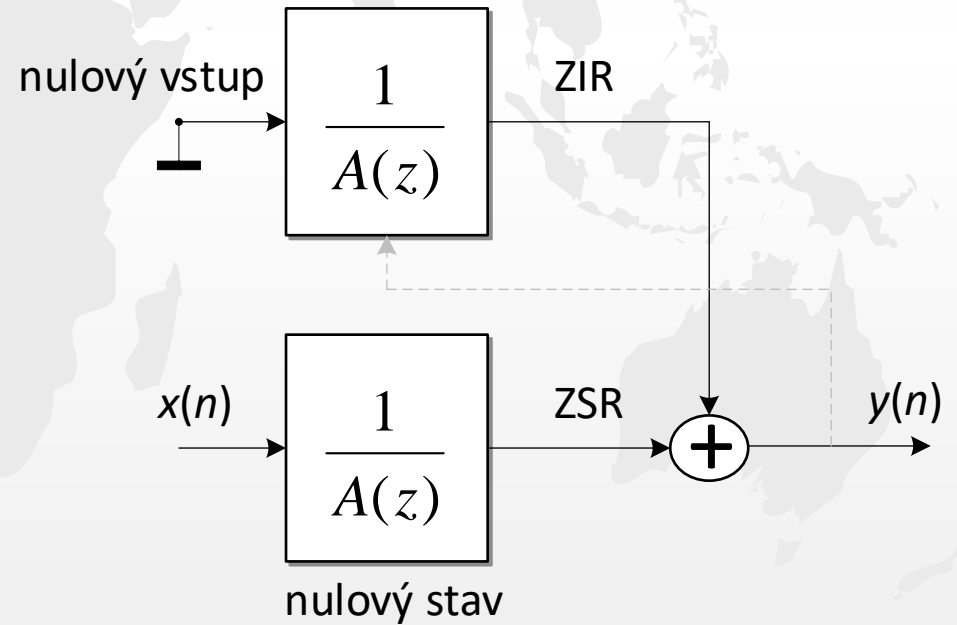 nulový vstup
1
A(z)
ZIR
x(n)
1
A(z)
ZSR
+
y(n)
nulový stav